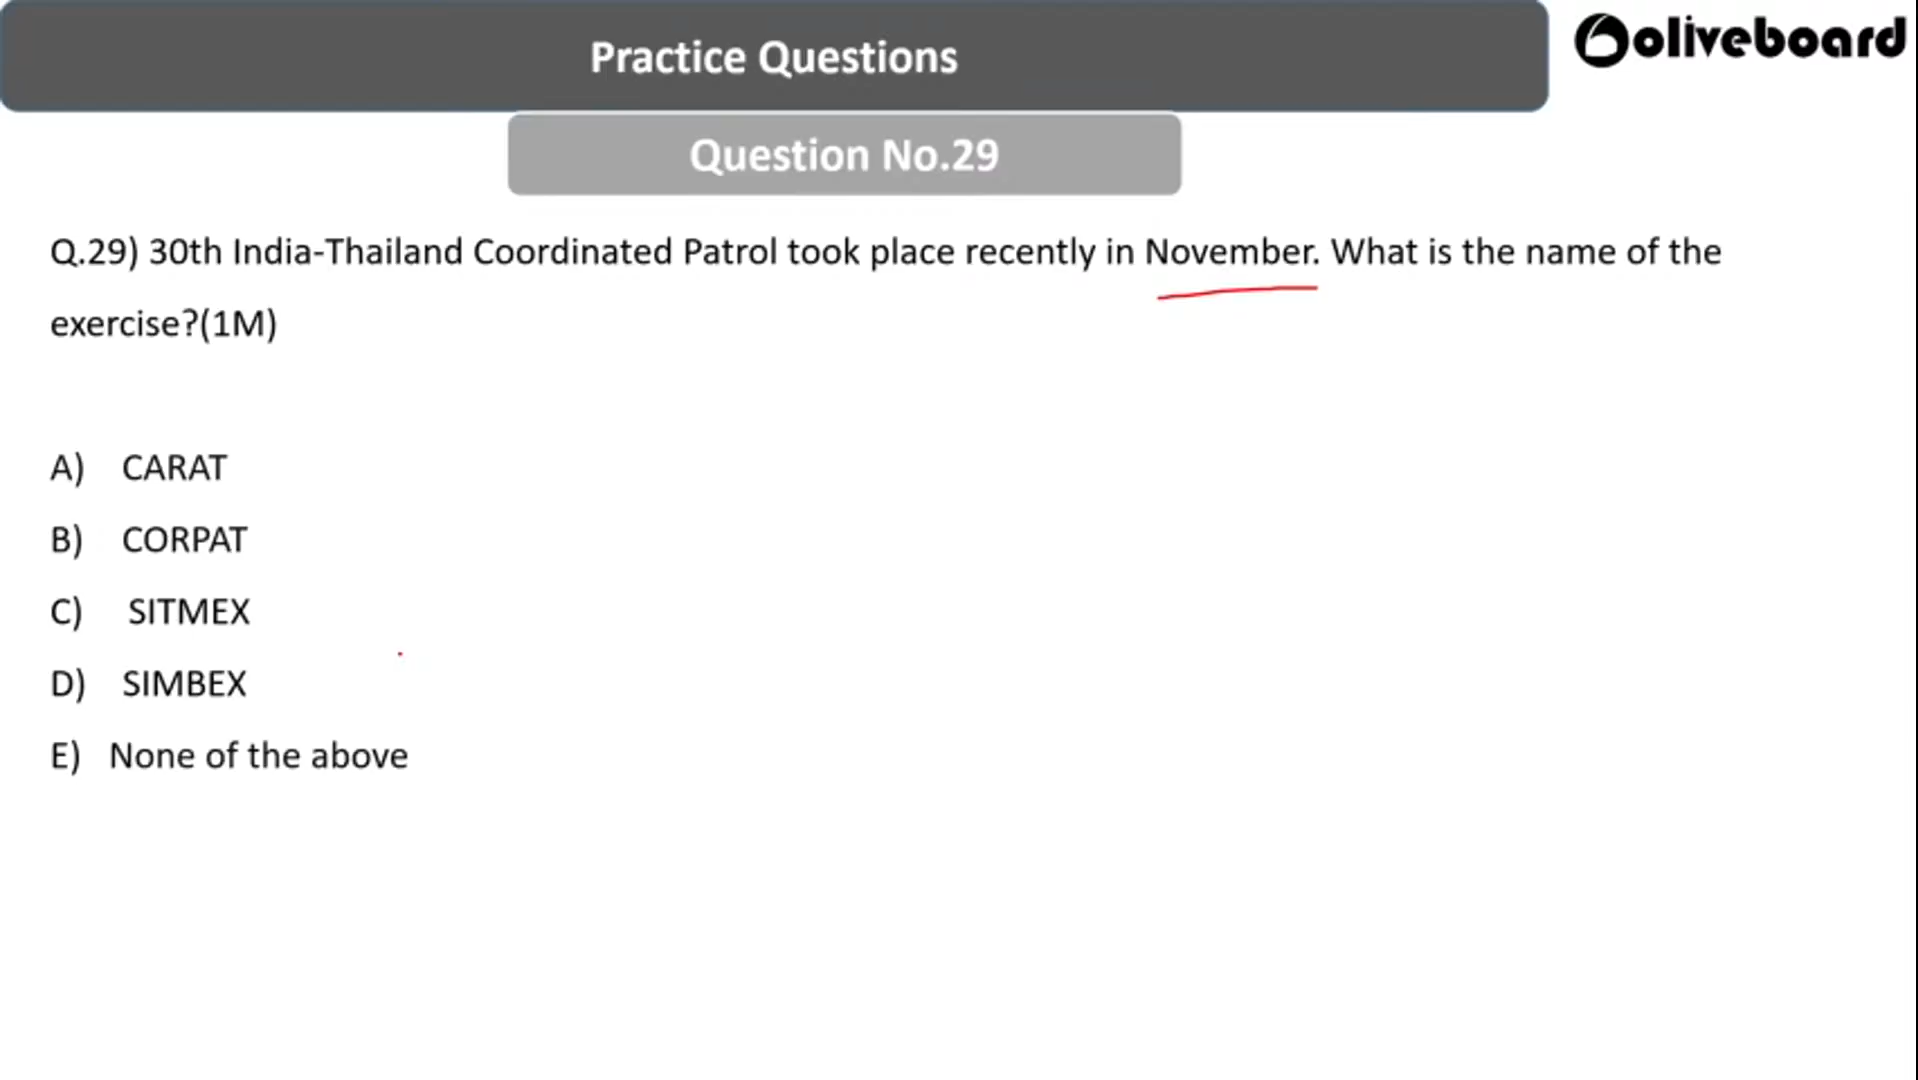 Practice Questions
oliveboard
Question No.29
Q.29) 30th India-Thailand Coordinated Patrol took place recently in November. What is the name of the
exercise?(1M)
A) CARAT
B) CORPAT
C) SITMEX
D) SIMBEX
E) None of the above